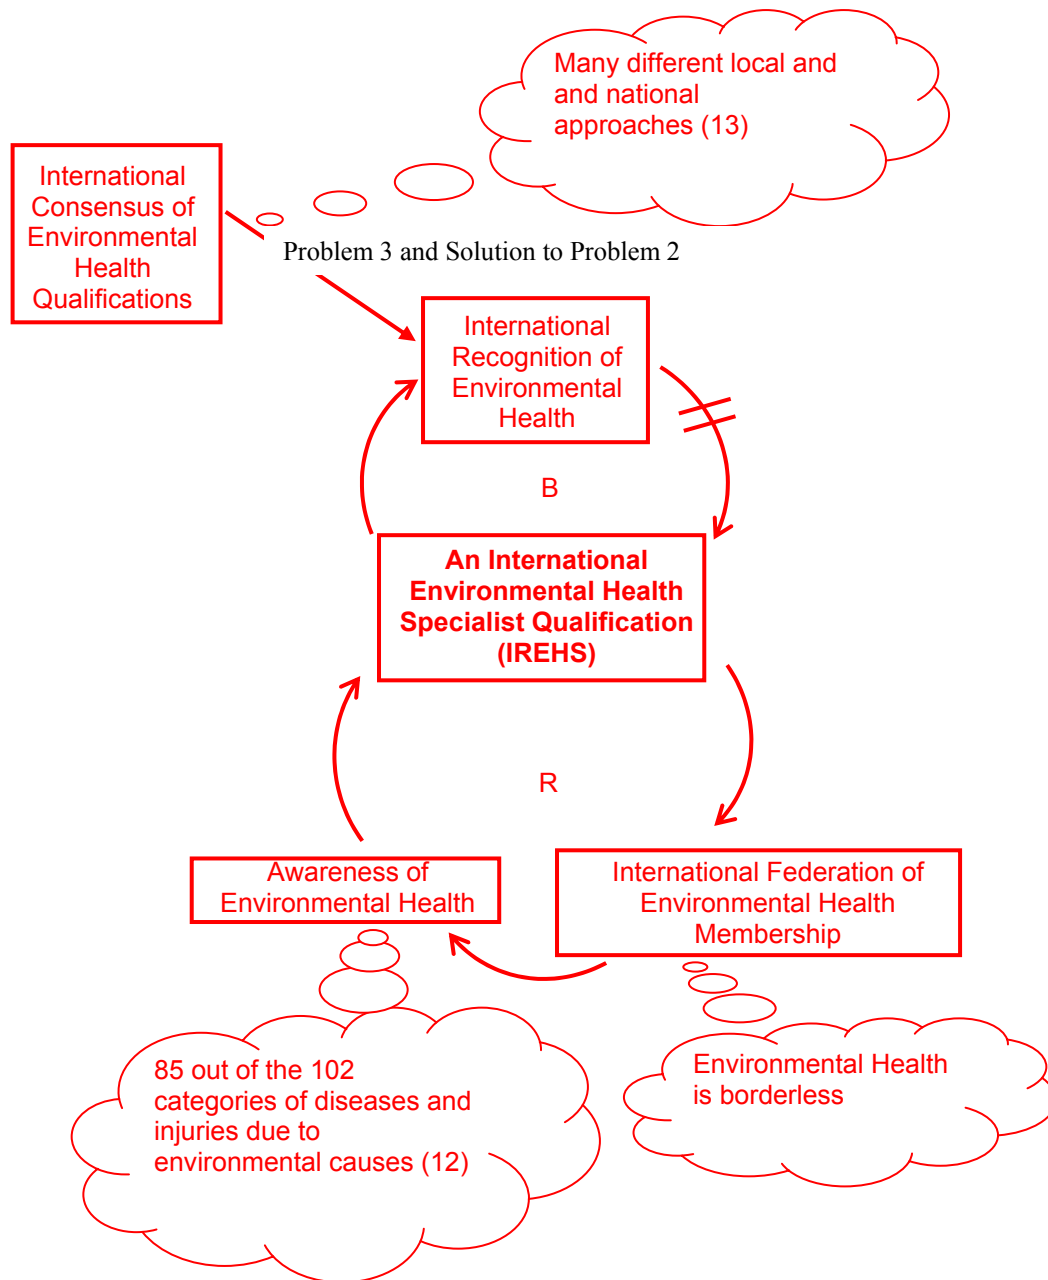 Many different local and
and national
approaches (13)
International
Consensus of
Environmental
Health
Qualifications
Problem 3 and Solution to Problem 2
International
Recognition of
Environmental
Health
B
An International
Environmental Health
Specialist Qualification
(IREHS)
R
Awareness of
Environmental Health
International Federation of
Environmental Health
Membership
85 out of the 102
categories of diseases and
injuries due to
environmental causes (12)
Environmental Health
is borderless